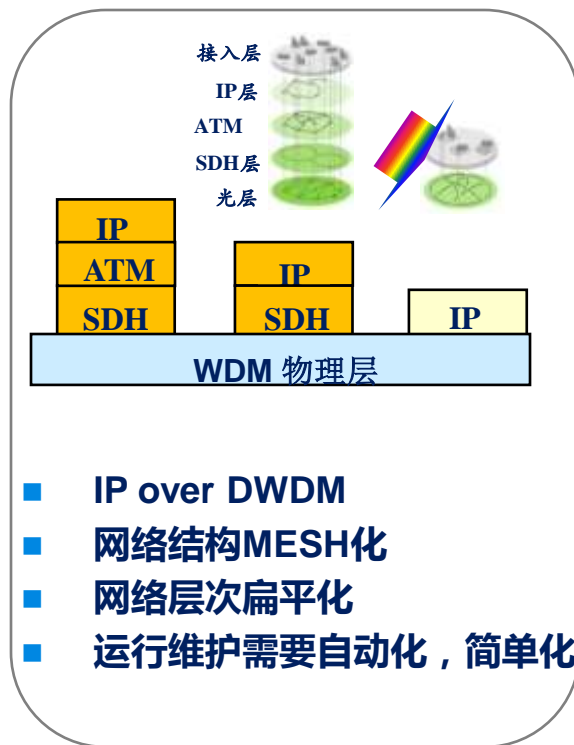 接入层
IP层
ATM
SDH层
光层
IP
ATM
SDH
IP
SDH
IP
WDM 物理层
IP over DWDM
网络结构MESH化
网络层次扁平化
运行维护需要自动化，简单化